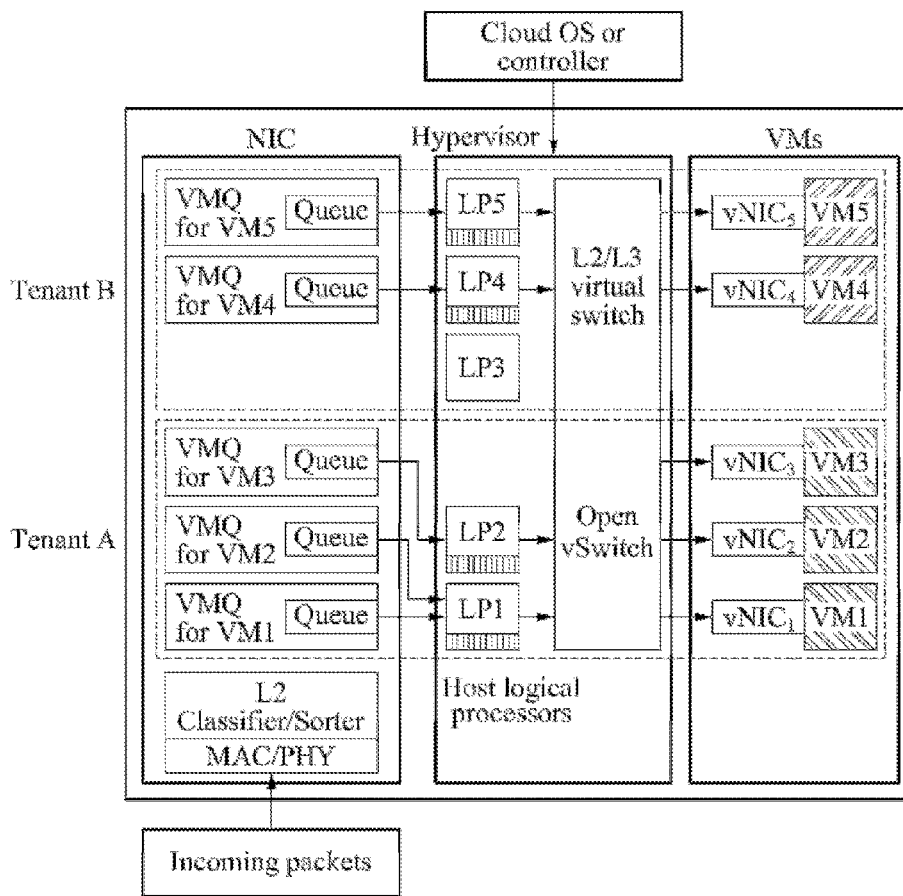 Cloud OS or
controller
NIC
Hypervisor
VMs
Tenant B
VMQ
for VM5
Queue
LP5
vNIC5
VM5
VMQ
for VM4
Queue
LP4
vNIC4
VM4
LP3
L2/L3
virtual
switch
Tenant A
VMQ
for VM3
Queue
vNIC3
VM3
VMQ
for VM2
Queue
LP2
Open
vSwitch
vNIC2
VM2
VMQ
for VM1
Queue
LP1
vNIC1
VM1
L2
Classifier/Sorter
MAC/PHY
Host logical
processors
Incoming packets